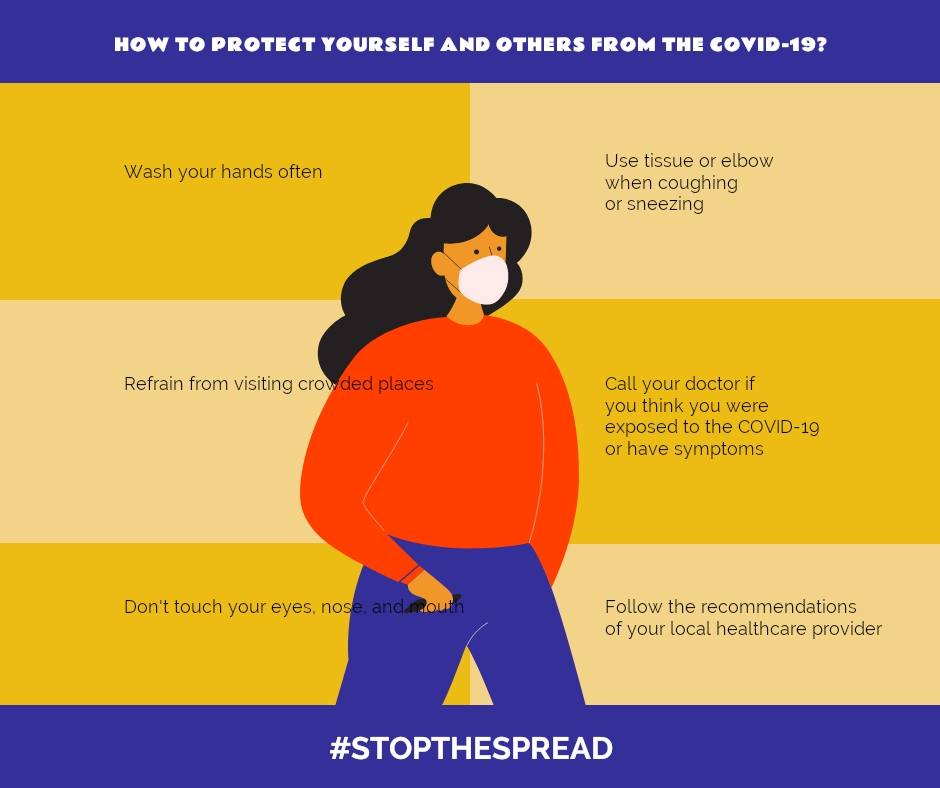 HOW TO PROTECT YOURSELF AND OTHERS FROM THE COVID-19?
Wash your hands often
Use tissue or elbow
when coughing
or sneezing
Refrain from visiting crowded places
Call your doctor if
you think you were
exposed to the COVID-19
or have symptoms
Don't touch your eyes, nose, and mouth
Follow the recommendations
of your local healthcare provider
#STOPTHESPREAD